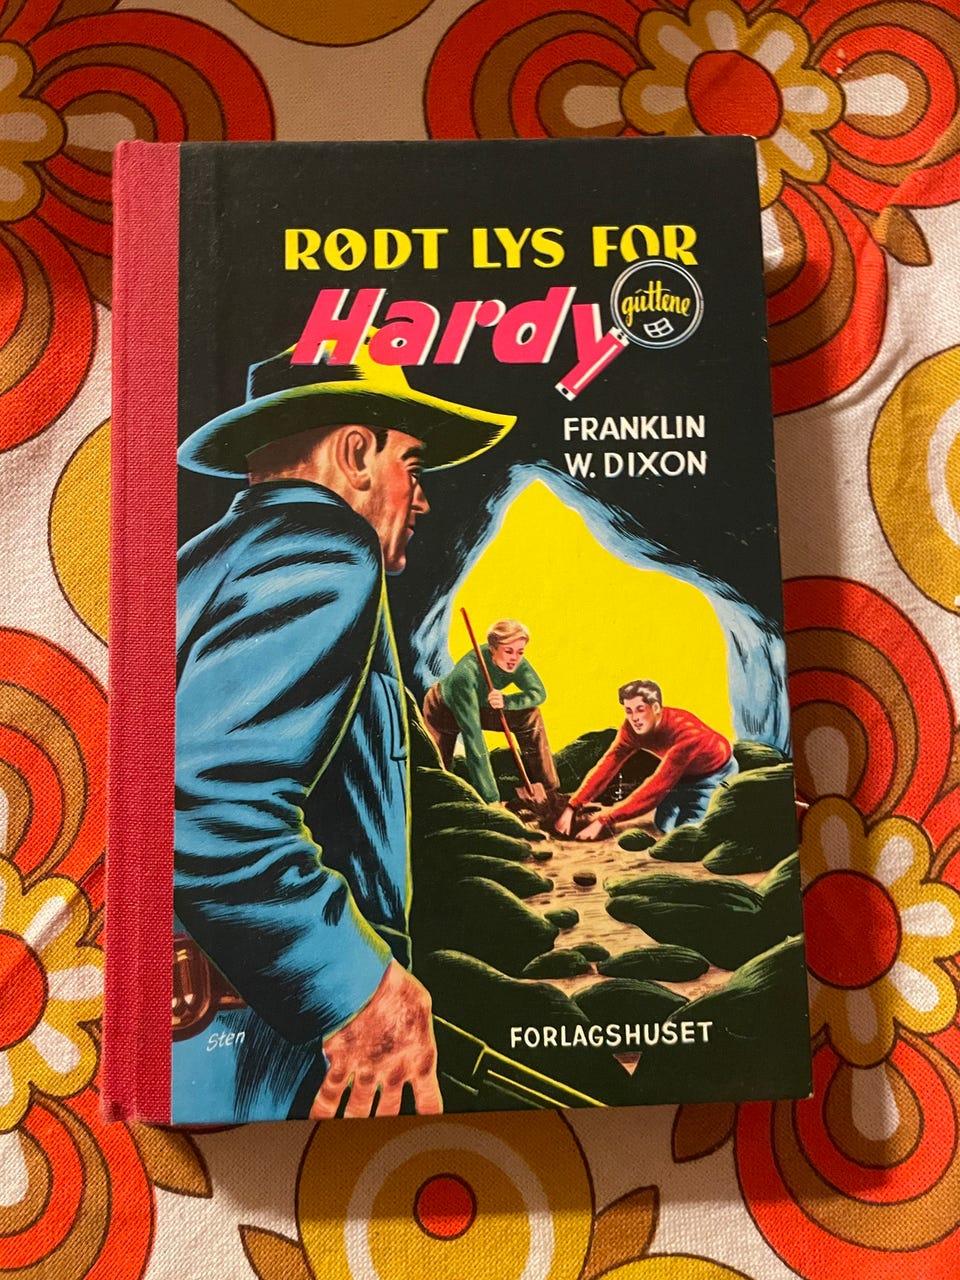 RØDT LYS FOR
Hardy
guttene
FRANKLIN
W. DIXON
Sten
FORLAGSHUSET